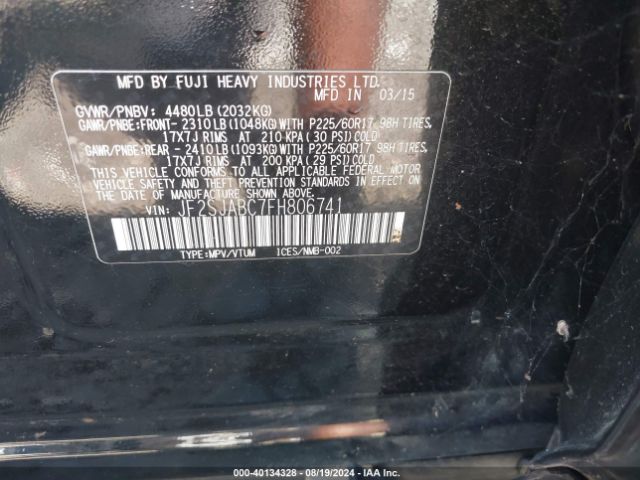 MFD BY FUJI HEAVY INDUSTRIES LTD.
MFD IN 03/15
GVWR/PNBV: 4480LB(2032KG)
GAWR/PNBE:FRONT-2310LB(1048KG)WITH P225/60R17 98H TIRES,
17X7J RIMS AT 210 KPA(30 PSI)COLD
GAWR/PNBE:REAR -2410LB(1093KG)WITH P225/60R17 98H TIRES,
17X7J RIMS AT 200 KPA(29 PSI)COLD
THIS VEHICLE CONFORMS TO ALL APPLICABLE FEDERAL MOTOR
VEHICLE SAFETY AND THEFT PREVENTION STANDARDS IN EFFECT
ON THE DATE OF MANUFACTURE SHOWN ABOVE.
VIN: JF2SJABC7FH806741
TYPE:MPV/VTUM ICES/NMB-002
000-40134328 - 08/19/2024 - IAA Inc.